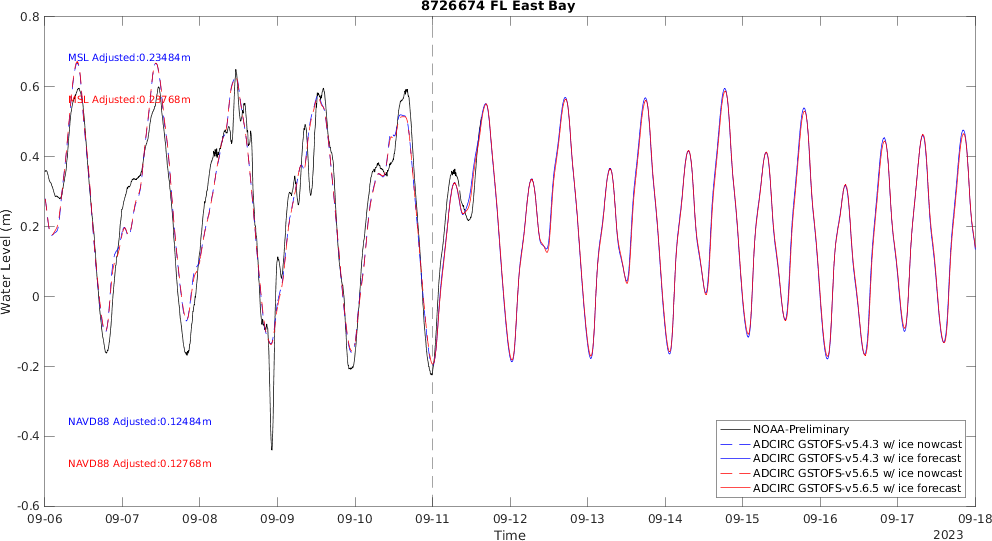 8726674 FL East Bay
0.8
0.6
0.4
0.2
0
-0.2
-0.4
-0.6
Water Level (m)
MSL Adjusted:0.23484m
MSL Adjusted:0.23768m
NAVD88 Adjusted:0.12484m
NAVD88 Adjusted:0.12768m
NOAA-Preliminary
ADCIRC GSTOFS-v5.4.3 w/ ice nowcast
ADCIRC GSTOFS-v5.4.3 w/ ice forecast
ADCIRC GSTOFS-v5.6.5 w/ ice nowcast
ADCIRC GSTOFS-v5.6.5 w/ ice forecast
09-06 09-07 09-08 09-09 09-10 09-11 09-12 09-13 09-14 09-15 09-16 09-17 09-18
Time
2023